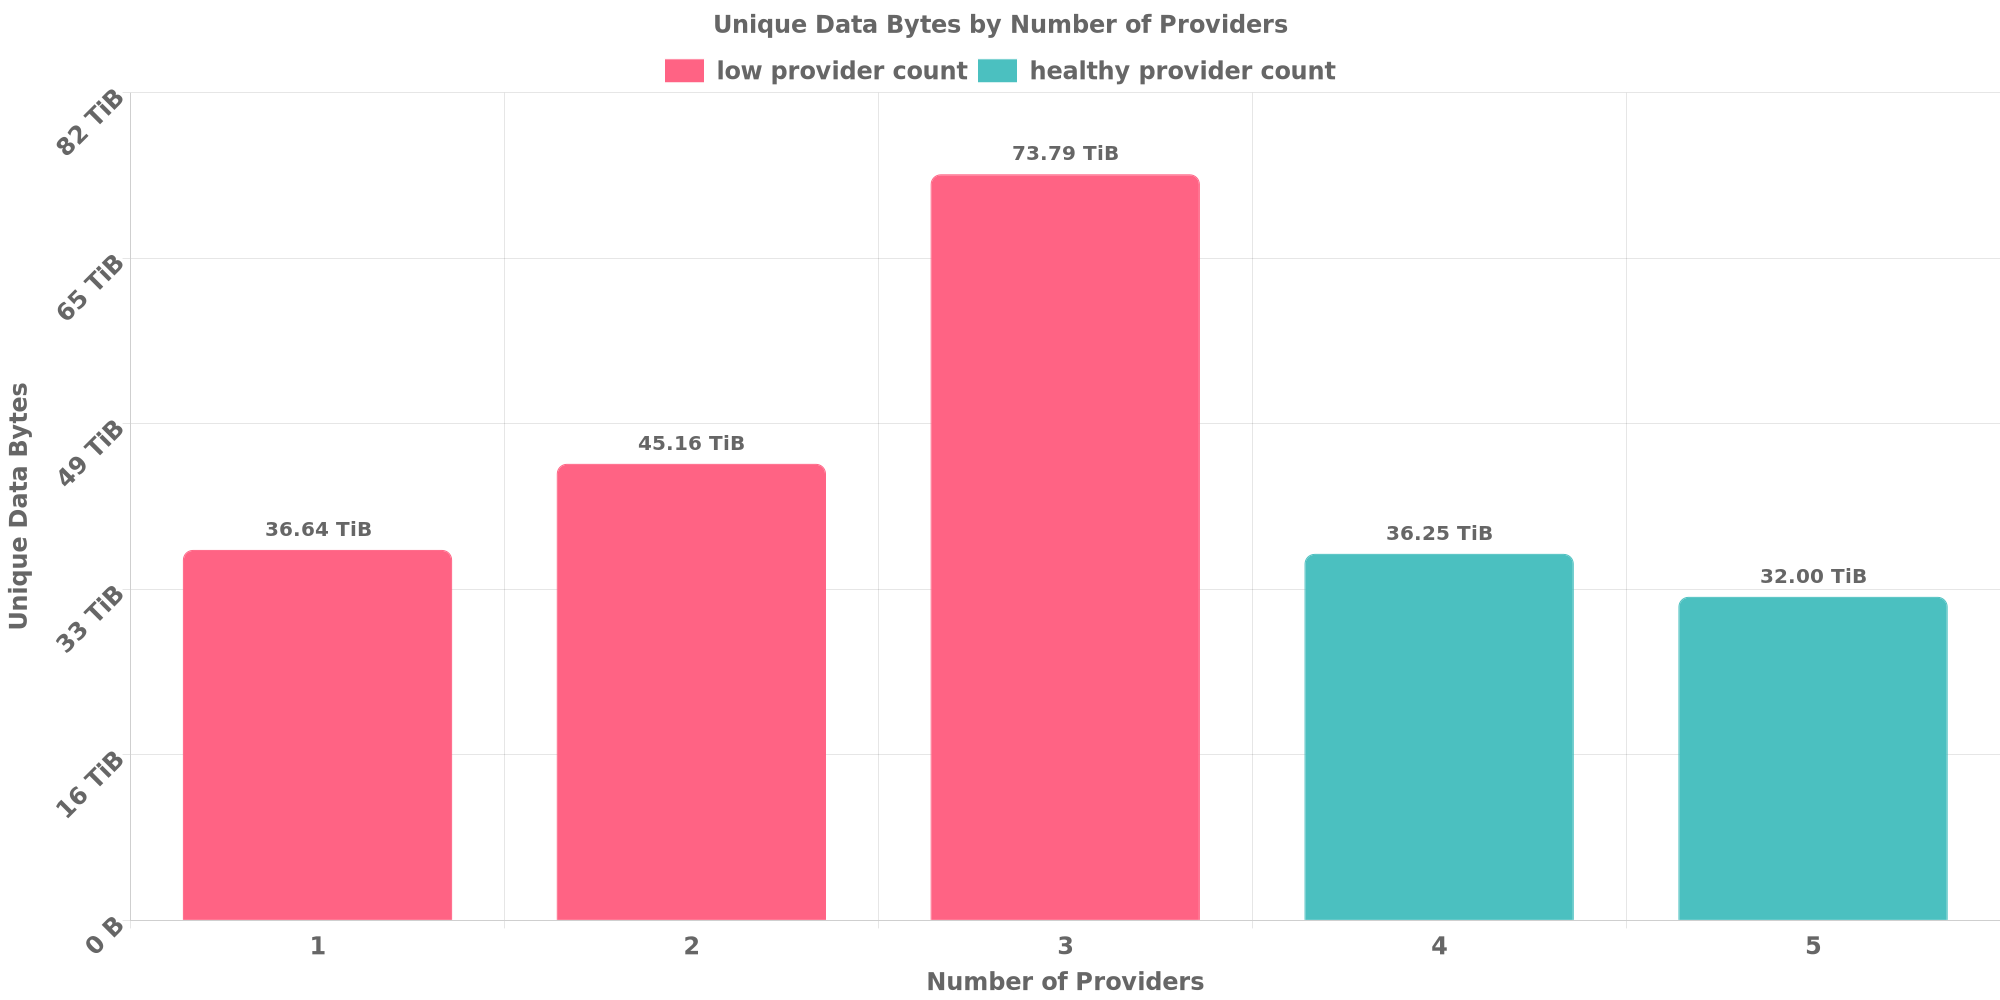 Unique Data Bytes by Number of Providers
low provider count healthy provider count
82 TiB
65 TiB
49 TiB
33 TiB
16 TiB
0 B
Unique Data Bytes
36.64 TiB
45.16 TiB
73.79 TiB
36.25 TiB
32.00 TiB
1 2 3 4 5
Number of Providers